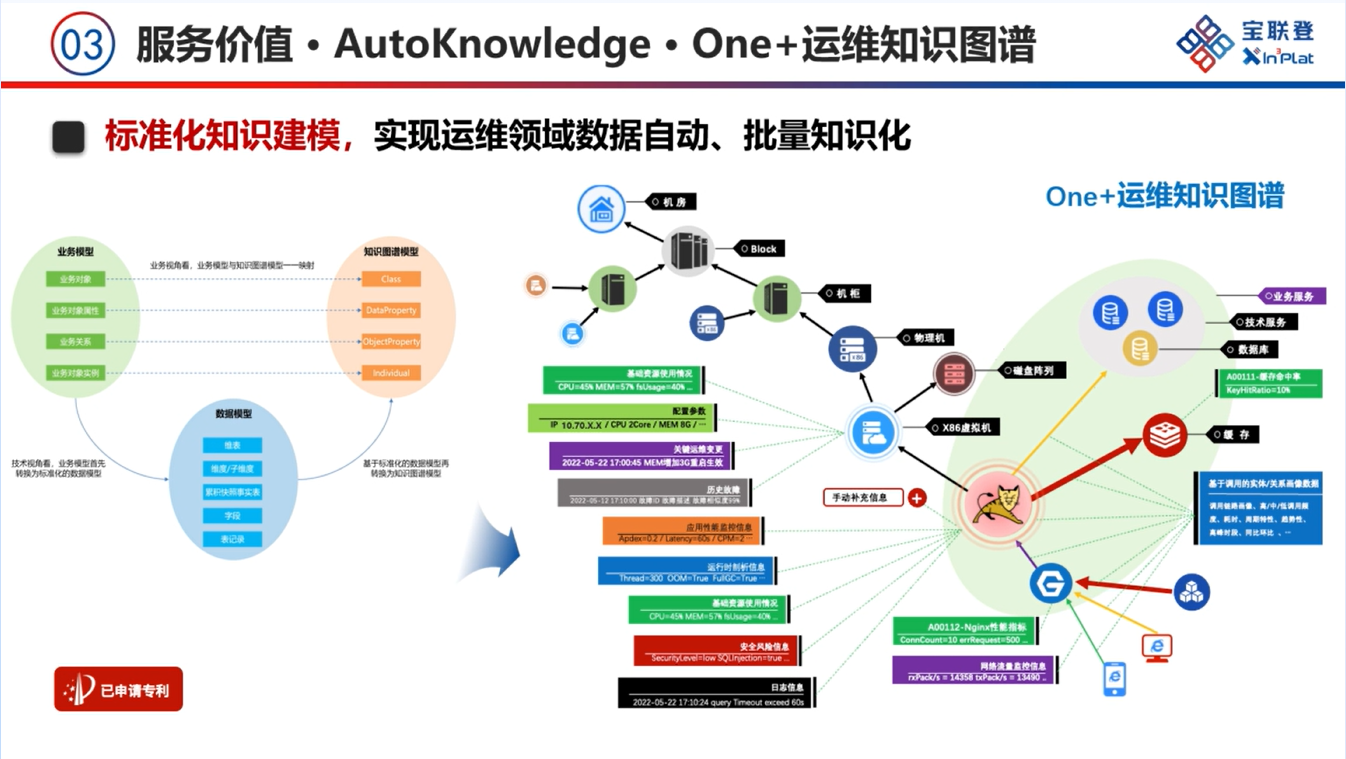 03
服务价值·AutoKnowledge·One+运维知识图谱
宝联登
XinPlat
3
标准化知识建模，实现运维领域数据自动、批量知识化
One+运维知识图谱
业务模型
业务对象
业务对象属性
业务关系
业务对象实例
业务视角看，业务模型与知识图谱模型一一映射
知识图谱模型
Class
DataProperty
ObjectProperty
Individual
数据模型
维表
维度/子维度
累积快照事实表
字段
表记录
技术视角看，业务模型首先
转换为标准化的数据模型
基于标准化的数据模型再
转换为知识图谱模型
已申请专利
机房
Block
机柜
物理机
X86
X86
磁盘阵列
X86虚拟机
业务服务
技术服务
数据库
A00111-缓存命中率
KeyHitRatio=10%
缓存
基础资源使用情况
CPU=45% MEM=57% fsUsage=40% ...
配置参数
IP 10.70.X.X / CPU 2Core / MEM 8G / ...
关键运维变更
2022-05-22 17:00:45 MEM增加3G重启生效
历史故障
2022-05-12 17:10:00 故障ID 故障描述 故障相似度99%
应用性能监控信息
Apdex=0.2 / Latency=60s / CPM=2 ...
运行时剖析信息
Thread=300 OOM=True FullGC=True ...
基础资源使用情况
CPU=45% MEM=57% fsUsage=40% ...
安全风险信息
SecurityLevel=low SQLInjection=true ...
日志信息
2022-05-22 17:10:24 query Timeout exceed 60s
手动补充信息
基于调用的实体/关系画像数据
调用链路画像、高/中/低调用频
度、耗时、周期特性、趋势性、
高峰时段、同比环比 、...
A00112-Nginx性能指标
ConnCount=10 errRequest=500 ...
网络流量监控信息
rxPack/s = 14358 txPack/s = 13490 ..